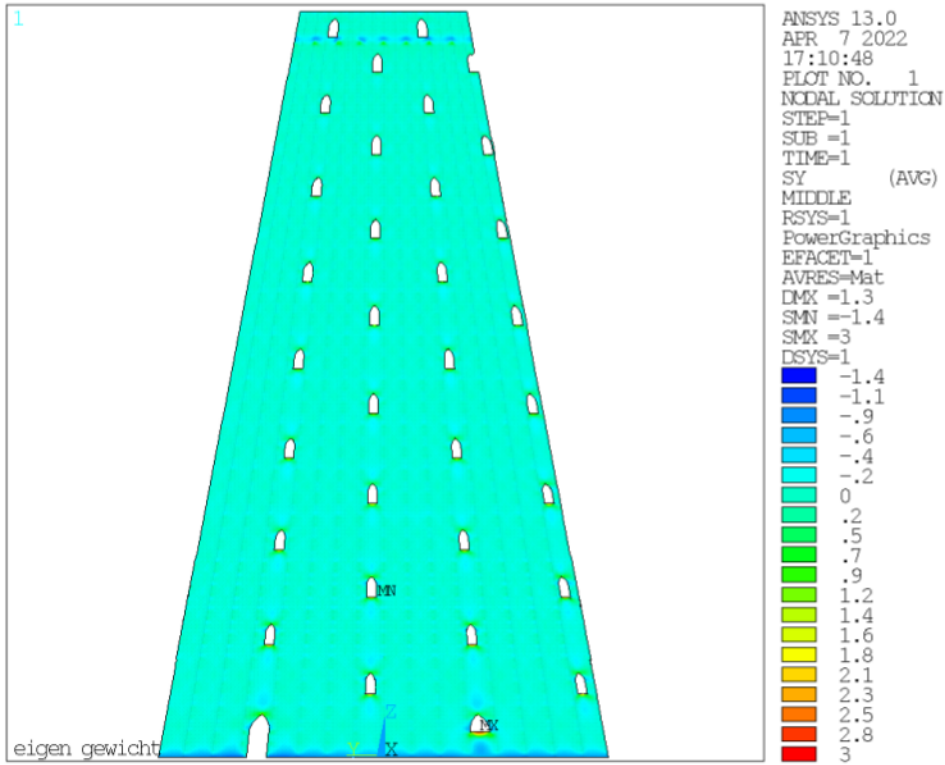 1
ANSYS 13.0
APR 7 2022
17:10:48
PLOT NO. 1
NODAL SOLUTION
STEP=1
SUB =1
TIME=1
SY (AVG)
MIDDLE
RSYS=1
PowerGraphics
EFACET=1
AVRES=Mat
DMX =1.3
SMN =-1.4
SMX =3
DSYS=1
-1.4
-1.1
-.9
-.6
-.4
-.2
0
.2
.5
.7
.9
1.2
1.4
1.6
1.8
2.1
2.3
2.5
2.8
3
MN
Z
MX
Y X
eigen gewicht